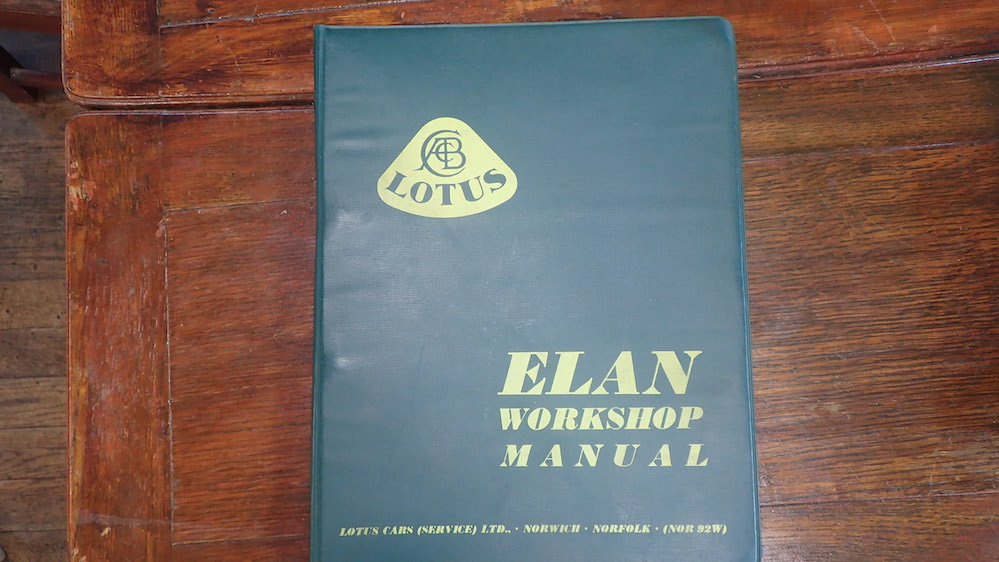 ACBC
LOTUS
ELAN
WORKSHOP
MANUAL
LOTUS CARS (SERVICE) LTD., · NORWICH · NORFOLK · (NOR 92W)